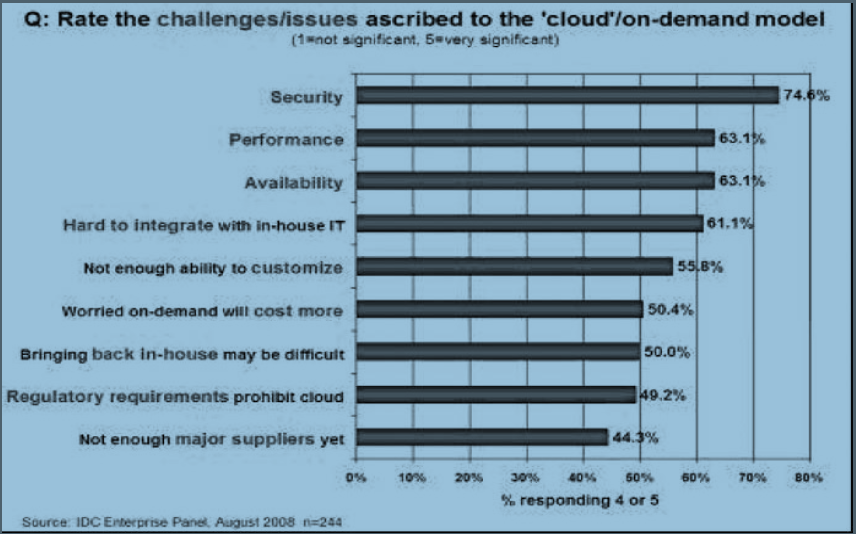 Q: Rate the challenges/issues ascribed to the 'cloud'/on-demand model
(1=not significant, 5=very significant)
Security 74.6%
Performance 63.1%
Availability 63.1%
Hard to integrate with in-house IT 61.1%
Not enough ability to customize 55.8%
Worried on-demand will cost more 50.4%
Bringing back in-house may be difficult 50.0%
Regulatory requirements prohibit cloud 49.2%
Not enough major suppliers yet 44.3%
0% 10% 20% 30% 40% 50% 60% 70% 80%
% responding 4 or 5
Source: IDC Enterprise Panel, August 2008 n=244